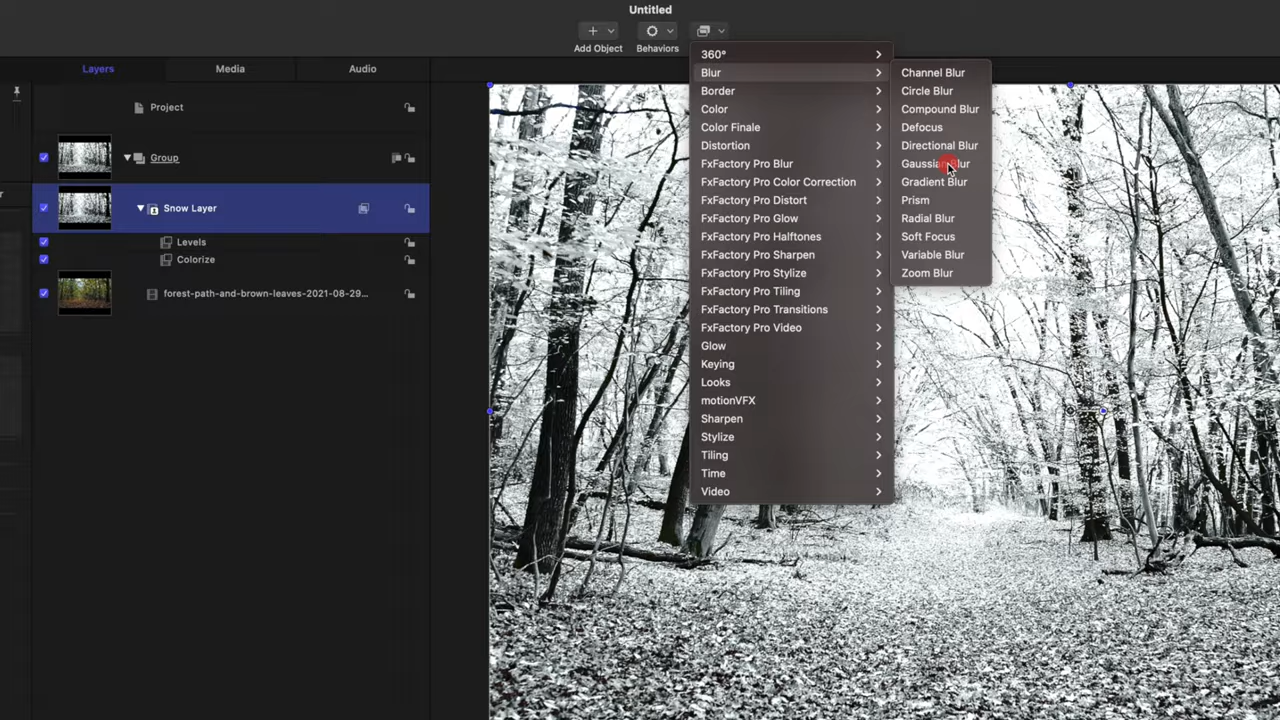 Untitled
Add Object
Behaviors
Layers
Media
Audio
Project
Group
Snow Layer
Levels
Colorize
forest-path-and-brown-leaves-2021-08-29...
360°
Blur
Border
Color
Color Finale
Distortion
FxFactory Pro Blur
FxFactory Pro Color Correction
FxFactory Pro Distort
FxFactory Pro Glow
FxFactory Pro Halftones
FxFactory Pro Sharpen
FxFactory Pro Stylize
FxFactory Pro Tiling
FxFactory Pro Transitions
FxFactory Pro Video
Glow
Keying
Looks
motionVFX
Sharpen
Stylize
Tiling
Time
Video
Channel Blur
Circle Blur
Compound Blur
Defocus
Directional Blur
Gaussian Blur
Gradient Blur
Prism
Radial Blur
Soft Focus
Variable Blur
Zoom Blur